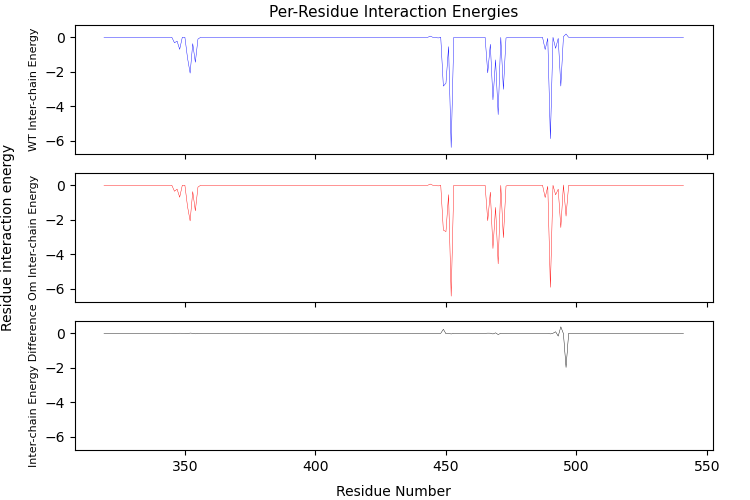 Per-Residue Interaction Energies
Residue interaction energy
WT Inter-chain Energy
0
−2
−4
−6
Om Inter-chain Energy
0
−2
−4
−6
Inter-chain Energy Difference
0
−2
−4
−6
350
400
450
500
550
Residue Number